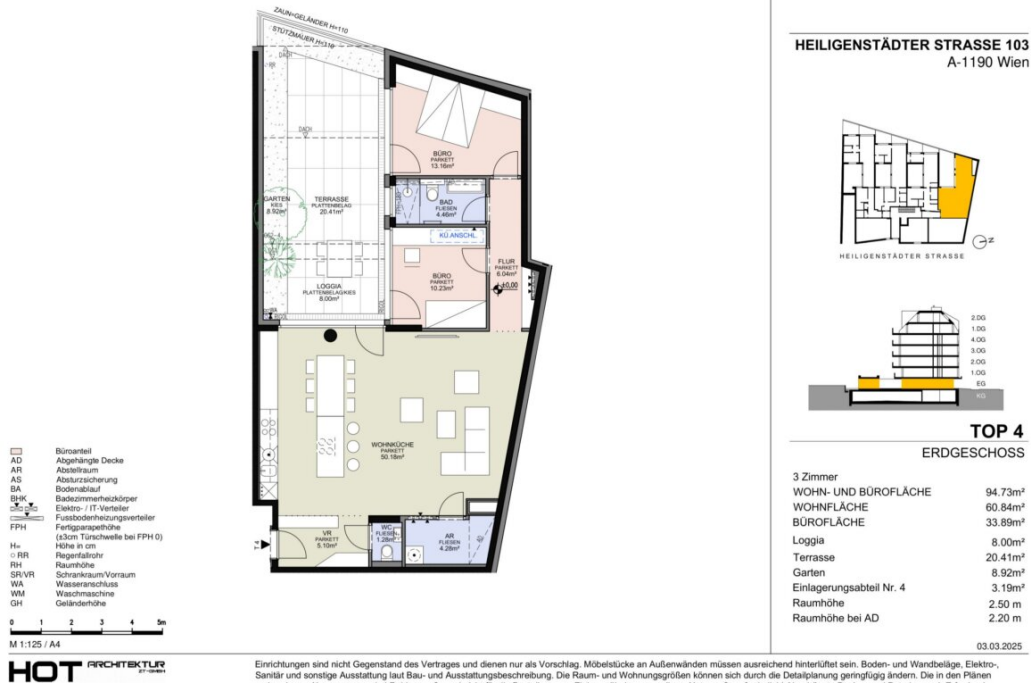 ZAUN=GELÄNDER H=110
STÜTZMAUER H=316
DACH
RR
DACH
GARTEN
KIES
8.92m²
TERRASSE
PLATTENBELAG
20.41m²
LOGGIA
PLATTENBELAG/KIES
8.00m²
BÜRO
PARKETT
13.16m²
BAD
FLIESEN
4.46m²
KÜ ANSCHL.
BÜRO
PARKETT
10.23m²
FLUR
PARKETT
6.04m²
±0,00
WOHNKÜCHE
PARKETT
50.18m²
VR
PARKETT
5.10m²
WC
FLIESEN
1.28m²
AR
FLIESEN
4.28m²
T 4
Büroanteil
AD Abgehängte Decke
AR Abstellraum
AS Absturzsicherung
BA Bodenablauf
BHK Badezimmerheizkörper
Elektro- / IT-Verteiler
Fussbodenheizungsverteiler
FPH Fertigparapethöhe
(±3cm Türschwelle bei FPH 0)
H= Höhe in cm
○ RR Regenfallrohr
RH Raumhöhe
SR/VR Schrankraum/Vorraum
WA Wasseranschluss
WM Waschmaschine
GH Geländerhöhe
0 1 2 3 4 5m
M 1:125 / A4
HOT ARCHITEKTUR
ZT-GMBH
HEILIGENSTÄDTER STRASSE 103
A-1190 Wien
N
HEILIGENSTÄDTER STRASSE
2.DG
1.DG
4.OG
3.OG
2.OG
1.OG
EG
KG
TOP 4
ERDGESCHOSS
3 Zimmer
WOHN- UND BÜROFLÄCHE 94.73m²
WOHNFLÄCHE 60.84m²
BÜROFLÄCHE 33.89m²
Loggia 8.00m²
Terrasse 20.41m²
Garten 8.92m²
Einlagerungsabteil Nr. 4 3.19m²
Raumhöhe 2.50 m
Raumhöhe bei AD 2.20 m
03.03.2025
Einrichtungen sind nicht Gegenstand des Vertrages und dienen nur als Vorschlag. Möbelstücke an Außenwänden müssen ausreichend hinterlüftet sein. Boden- und Wandbeläge, Elektro-,
Sanitär und sonstige Ausstattung laut Bau- und Ausstattungsbeschreibung. Die Raum- und Wohnungsgrößen können sich durch die Detailplanung geringfügig ändern. Die in den Plänen